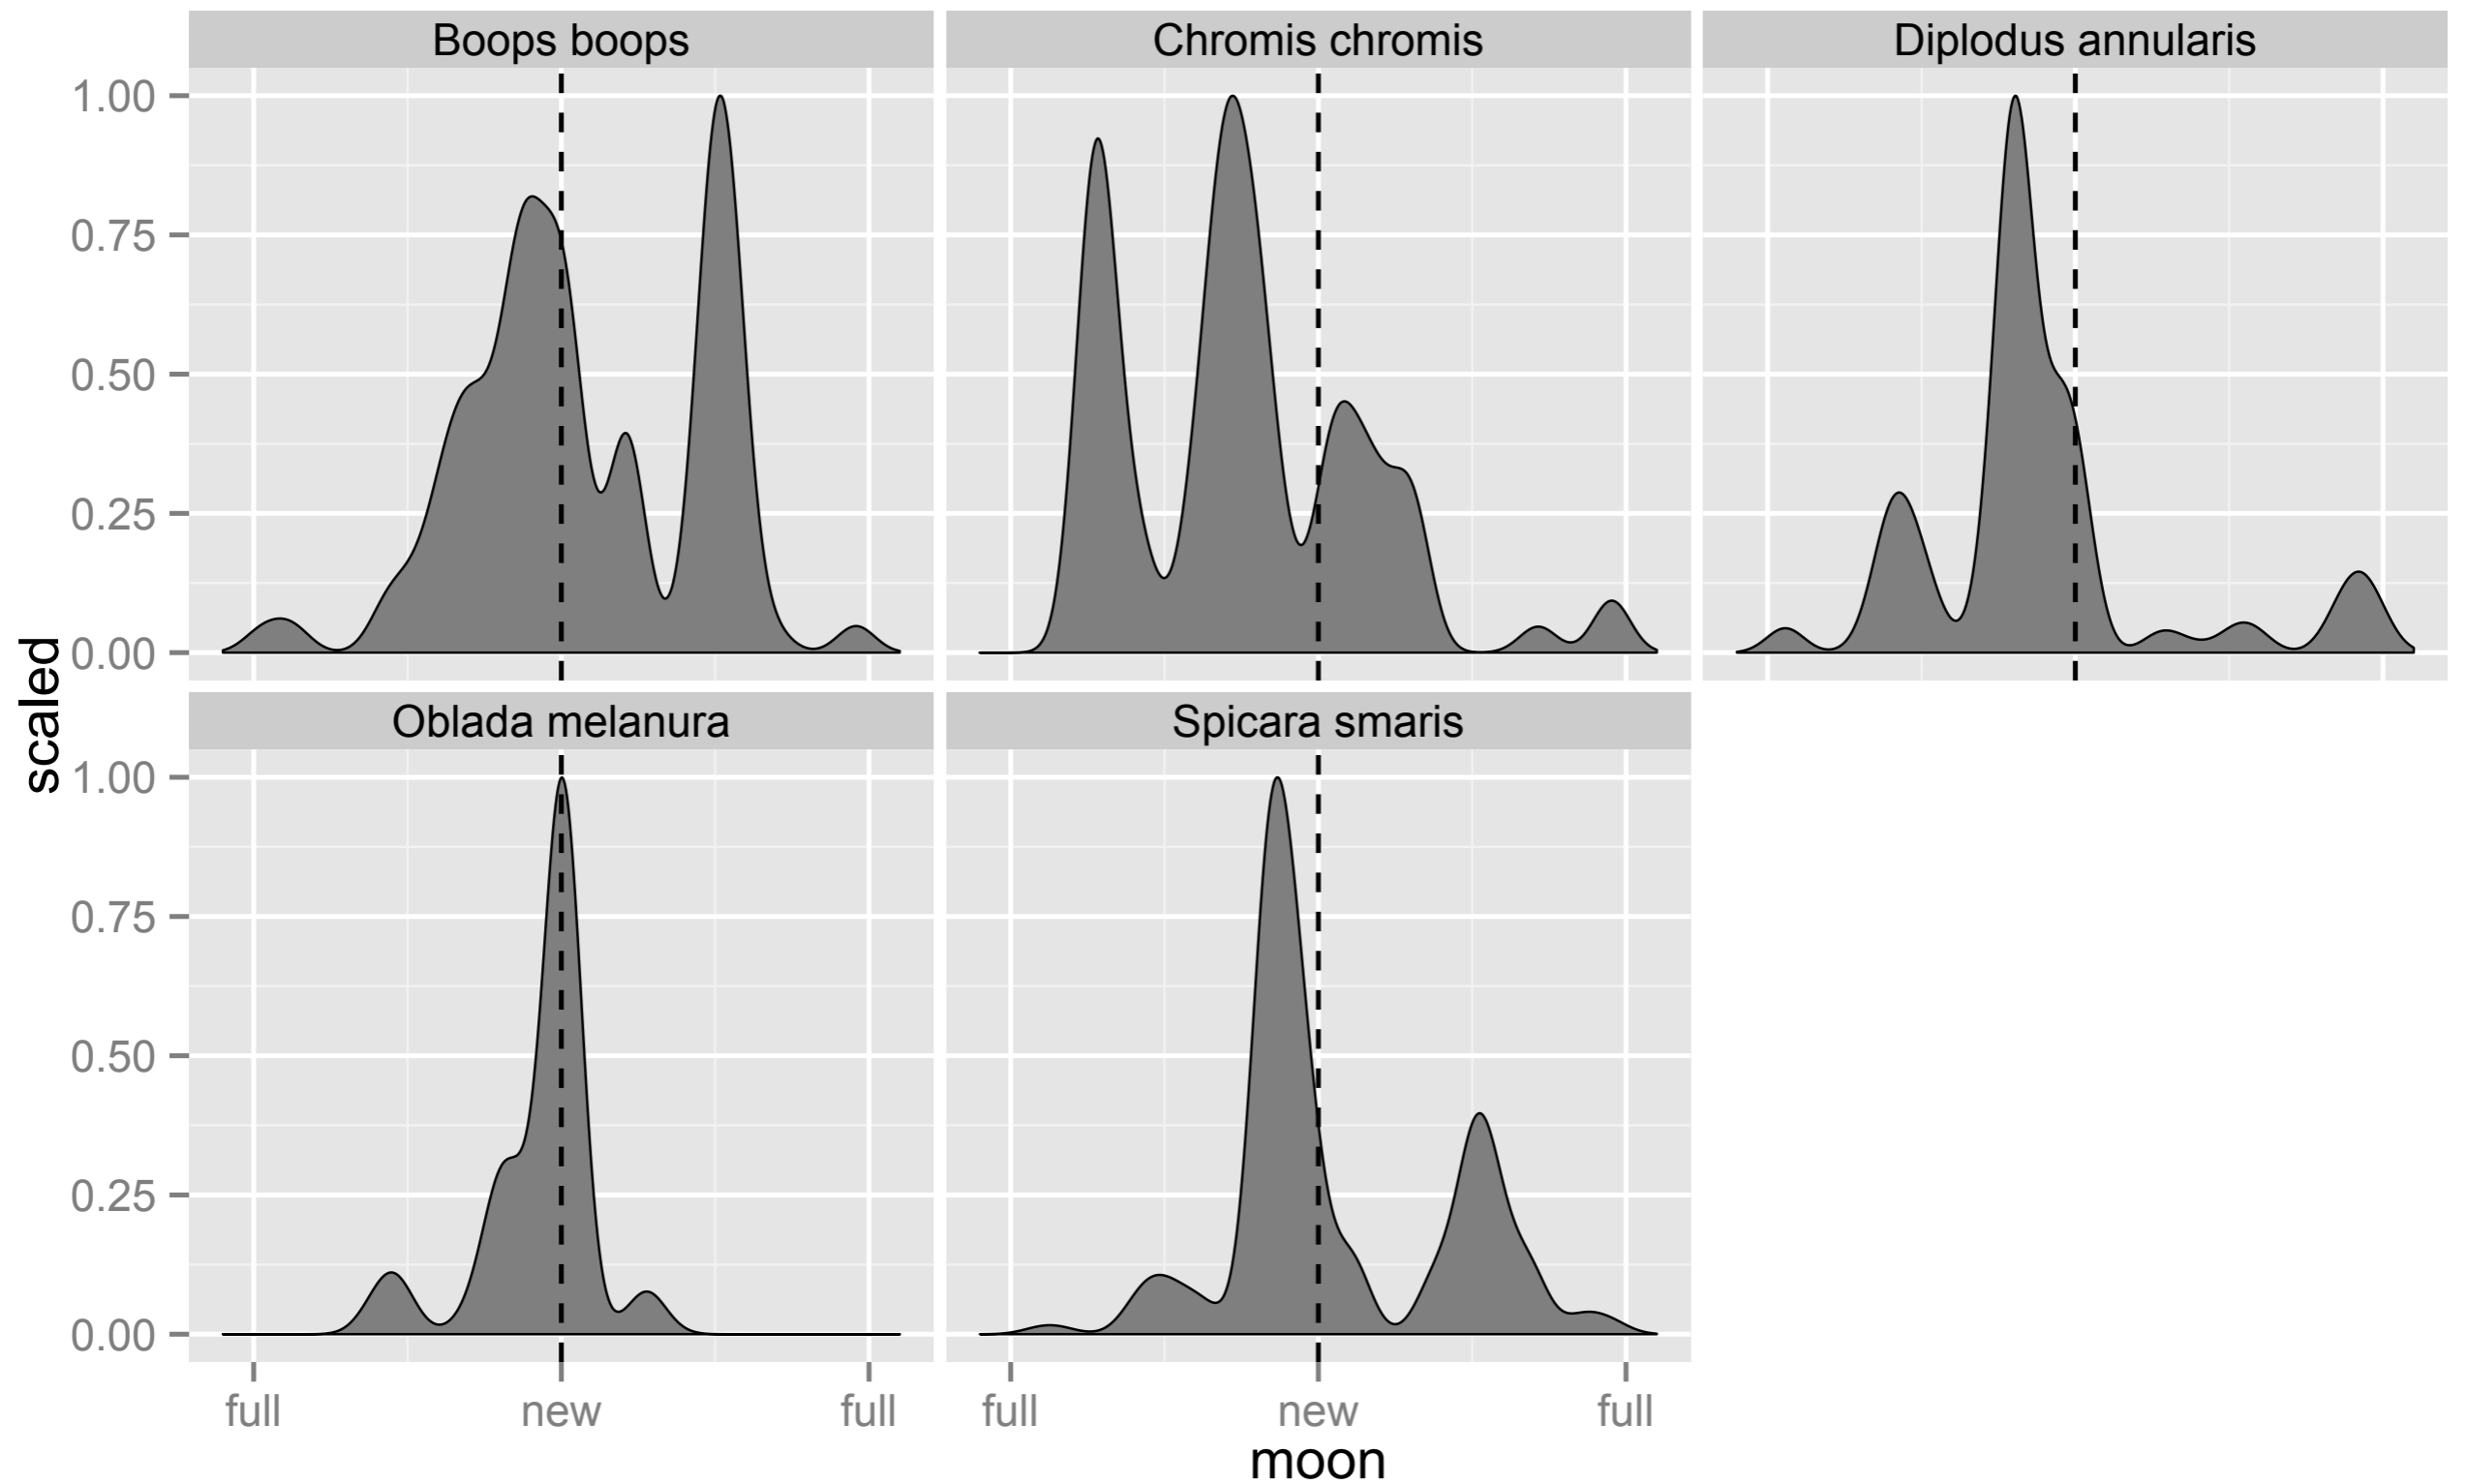 Boops boops
Chromis chromis
Diplodus annularis
1.00
0.75
0.50
0.25
0.00
scaled
Oblada melanura
Spicara smaris
1.00
0.75
0.50
0.25
0.00
full new full
full new full
moon